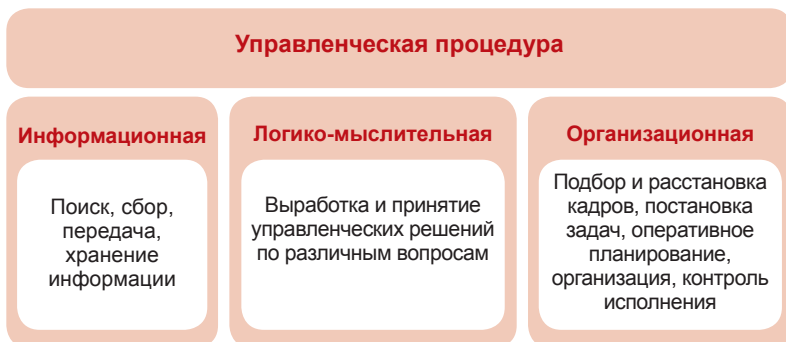 Управленческая процедура
Информационная
Поиск, сбор,
передача,
хранение
информации
Логико-мыслительная
Выработка и принятие
управленческих решений
по различным вопросам
Организационная
Подбор и расстановка
кадров, постановка
задач, оперативное
планирование,
организация, контроль
исполнения